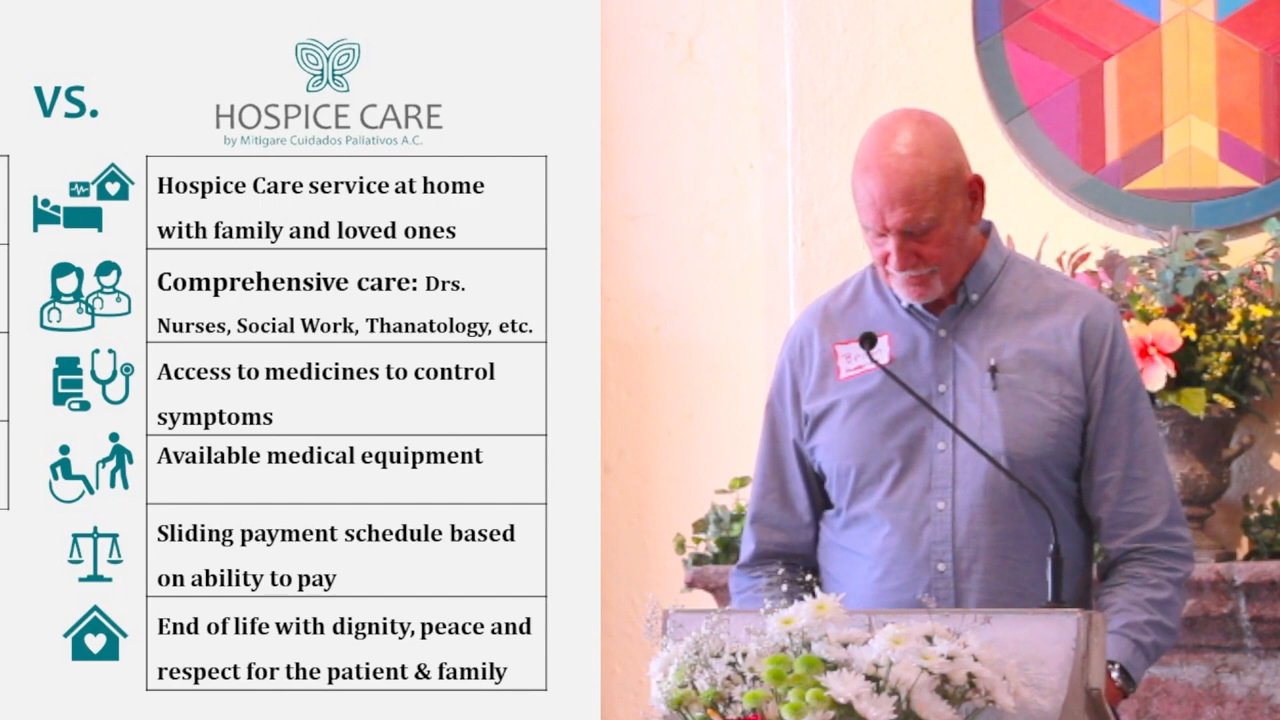 VS.
HOSPICE CARE
by Mitigare Cuidados Paliativos A.C.
Hospice Care service at home
with family and loved ones
Comprehensive care: Drs.
Nurses, Social Work, Thanatology, etc.
Access to medicines to control
symptoms
Available medical equipment
Sliding payment schedule based
on ability to pay
End of life with dignity, peace and
respect for the patient & family